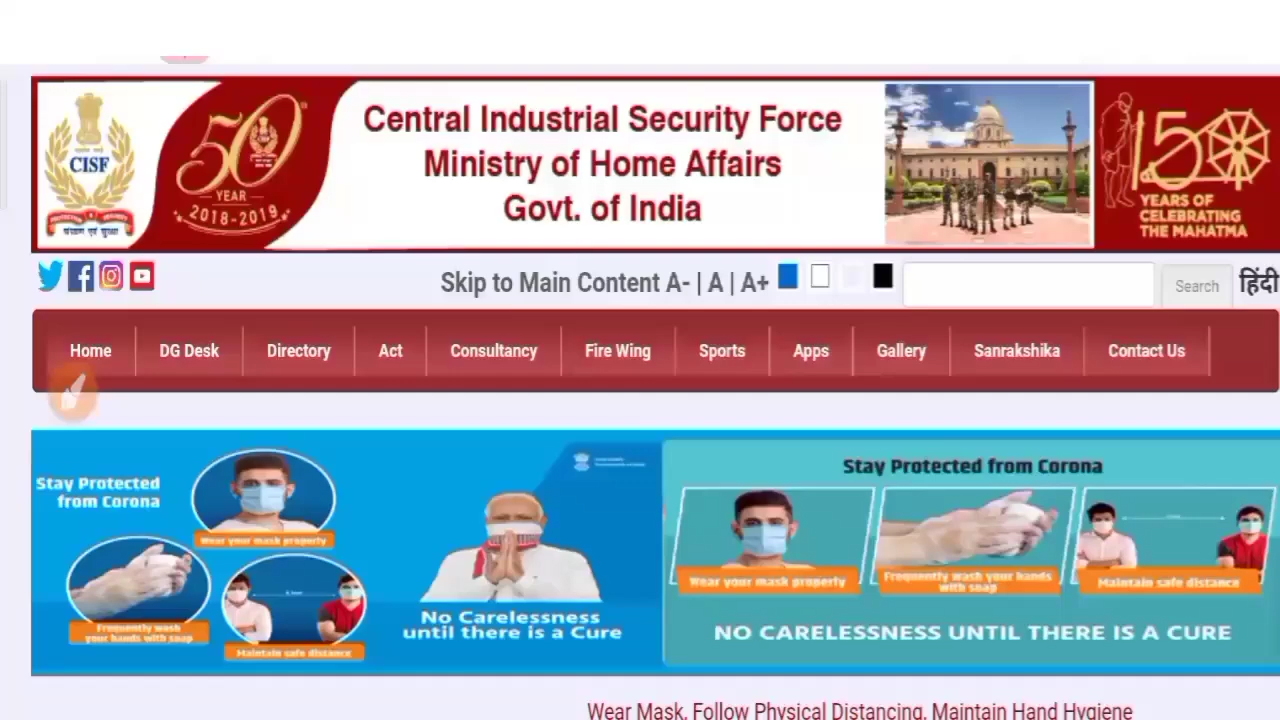 CISF
संरक्षण एवं सुरक्षा
50
YEAR
2018-2019
Central Industrial Security Force
Ministry of Home Affairs
Govt. of India
150
YEARS OF
CELEBRATING
THE MAHATMA
Skip to Main Content A- | A | A+
Search
हिंदी
Home
DG Desk
Directory
Act
Consultancy
Fire Wing
Sports
Apps
Gallery
Sanrakshika
Contact Us
Stay Protected
from Corona
Wear your mask properly
Frequently wash
your hands with soap
Maintain safe distance
No Carelessness
until there is a Cure
Stay Protected from Corona
Wear your mask properly
Frequently wash your hands
with soap
Maintain safe distance
NO CARELESSNESS UNTIL THERE IS A CURE
Wear Mask, Follow Physical Distancing, Maintain Hand Hygiene